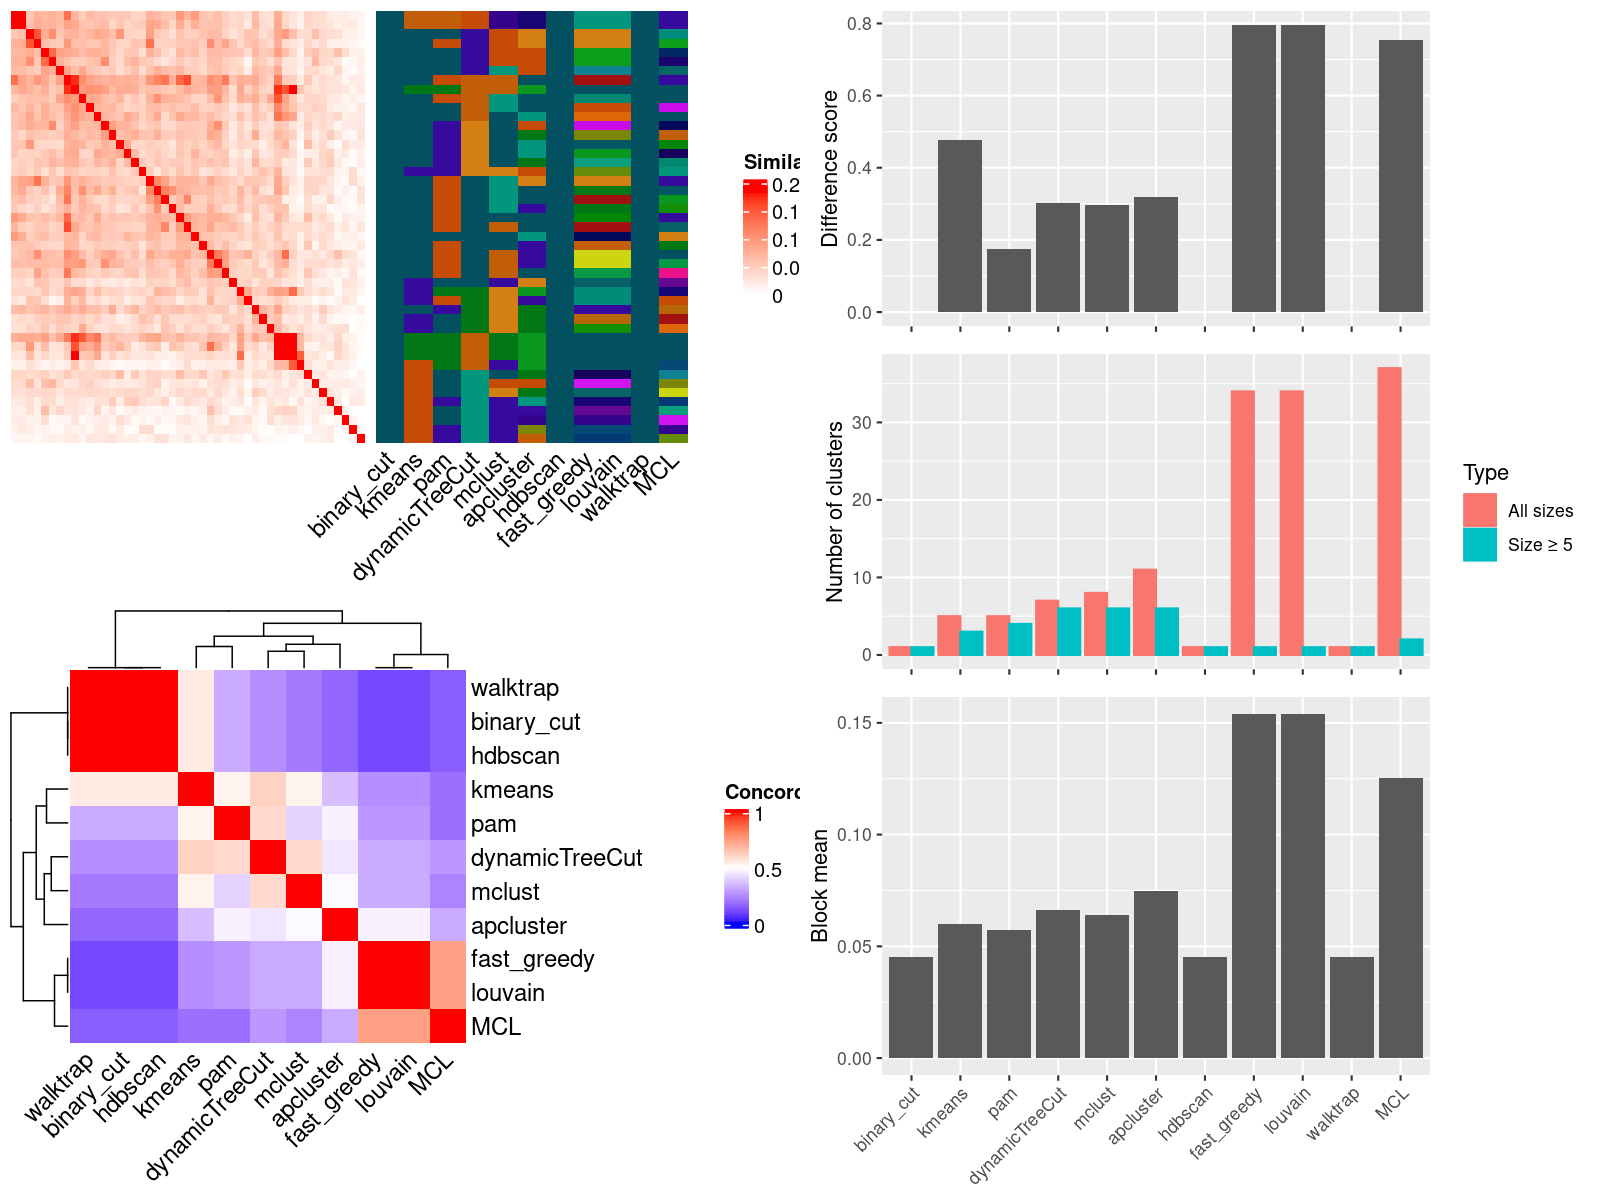 Simila
0.2
0.1
0.1
0.0
0
binary_cut
kmeans
pam
dynamicTreeCut
mclust
apcluster
hdbscan
fast_greedy
louvain
walktrap
MCL
walktrap
binary_cut
hdbscan
kmeans
pam
dynamicTreeCut
mclust
apcluster
fast_greedy
louvain
MCL
walktrap
binary_cut
hdbscan
kmeans
pam
dynamicTreeCut
mclust
apcluster
fast_greedy
louvain
MCL
Concord
1
0.5
0
Difference score
0.8
0.6
0.4
0.2
0.0
Number of clusters
30
20
10
0
Type
All sizes
Size ≥ 5
Block mean
0.15
0.10
0.05
0.00
binary_cut
kmeans
pam
dynamicTreeCut
mclust
apcluster
hdbscan
fast_greedy
louvain
walktrap
MCL